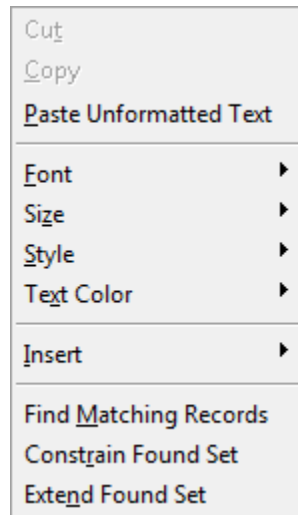 Cut
Copy
Paste Unformatted Text
Font
Size
Style
Text Color
Insert
Find Matching Records
Constrain Found Set
Extend Found Set